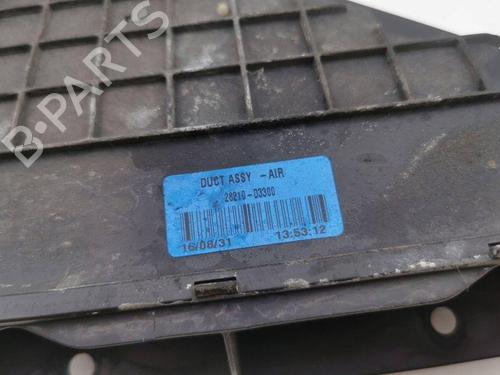 B-PARTS
DUCT ASSY -AIR
28210-D3300
16/08/31 13:53:12